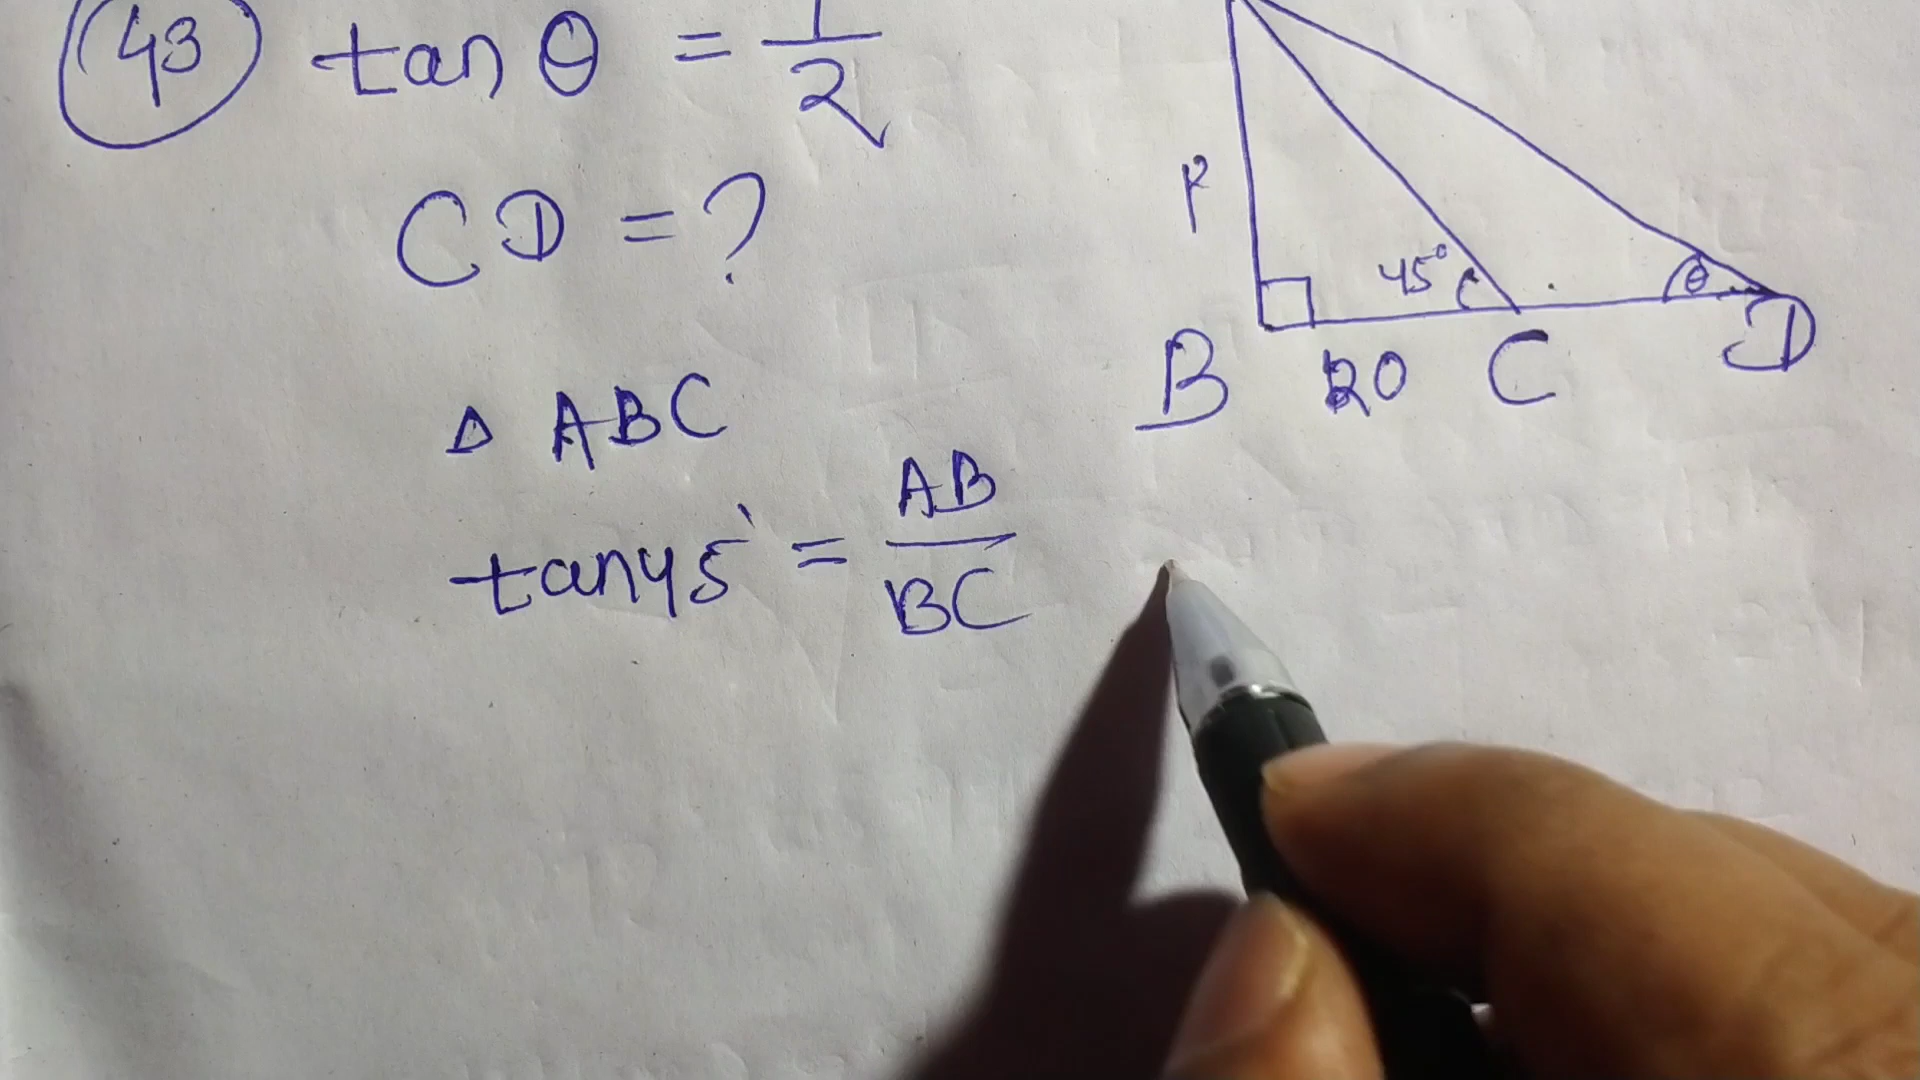 43 tan θ = 1/2
CD = ?
P
45°
θ
B 20 C D
Δ ABC
tan45° = AB/BC